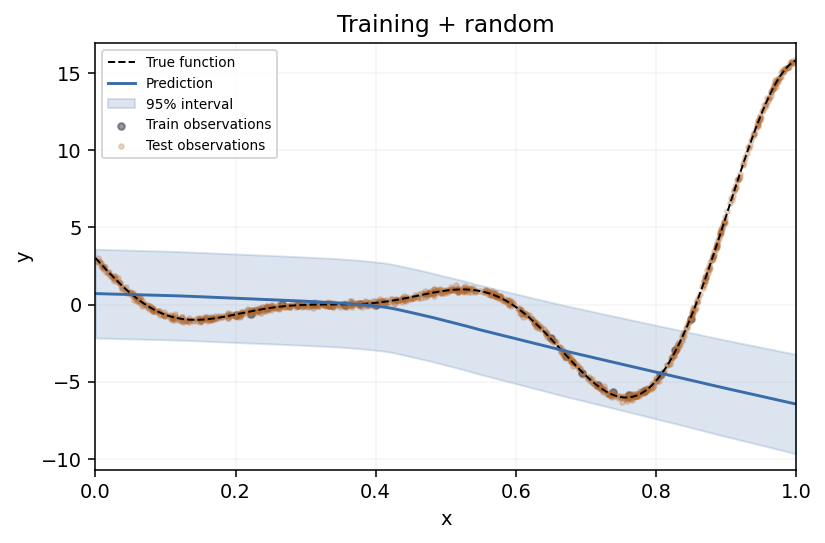 Training + random
True function
Prediction
95% interval
Train observations
Test observations
15
10
5
0
−5
−10
y
0.0 0.2 0.4 0.6 0.8 1.0
x